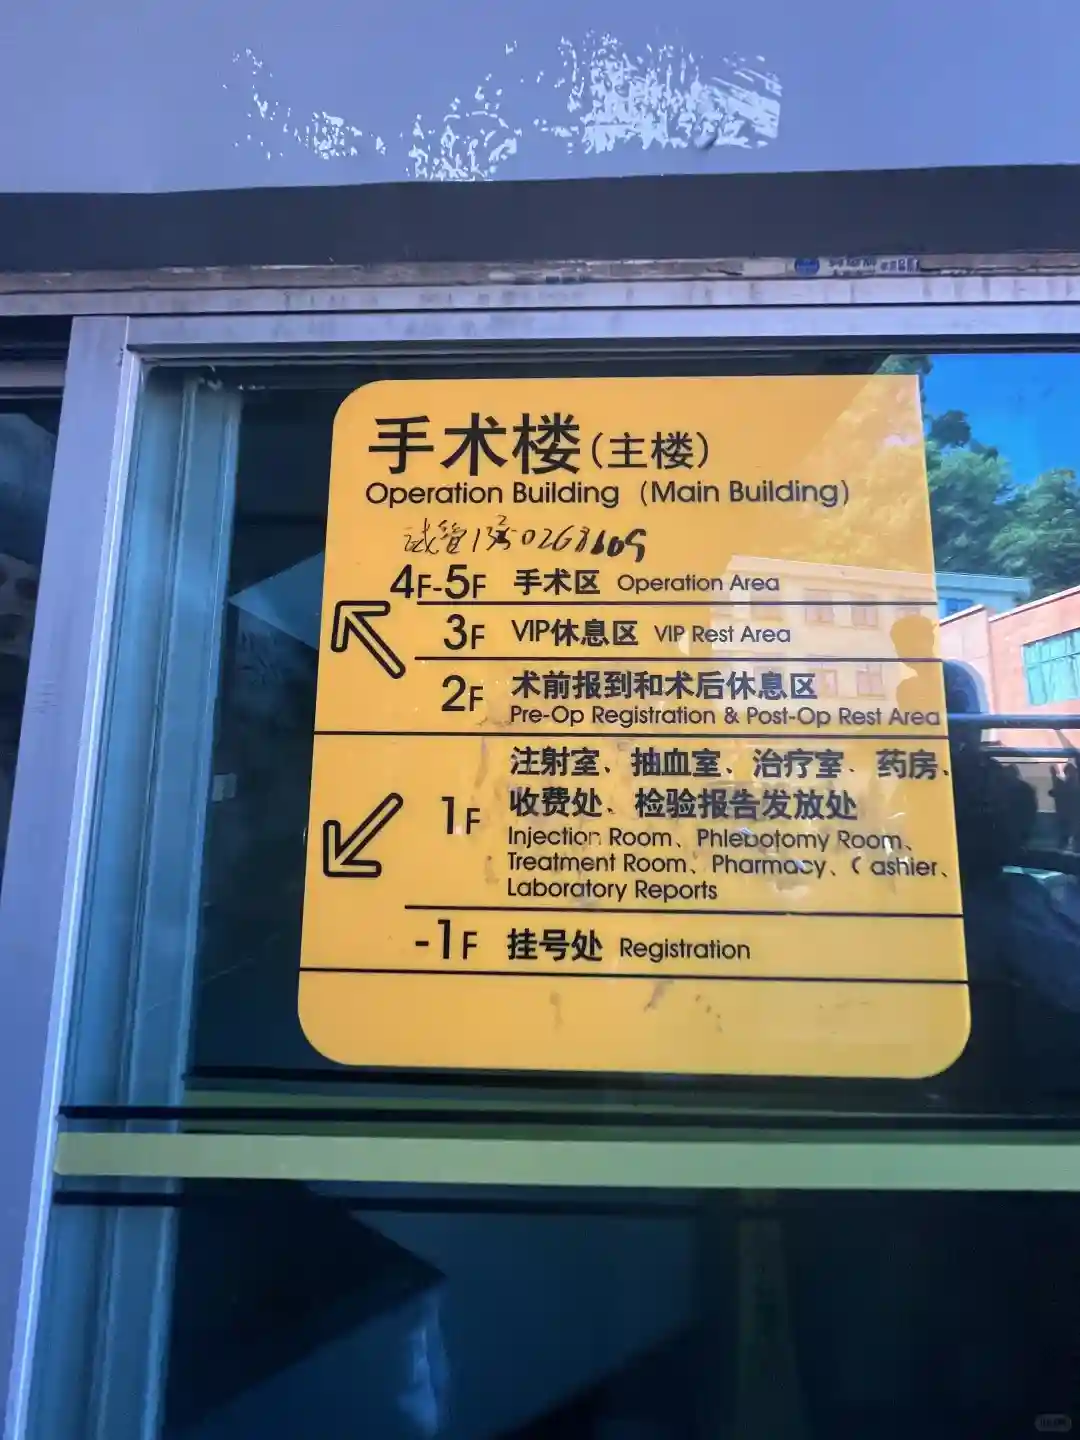 手术楼（主楼）
Operation Building (Main Building)
试管
4F-5F 手术区 Operation Area
3F VIP休息区 VIP Rest Area
2F 术前报到和术后休息区
Pre-Op Registration & Post-Op Rest Area
注射室、抽血室、治疗室、药房、
1F 收费处、检验报告发放处
Injection Room、Phlebotomy Room、
Treatment Room、Pharmacy、Cashier、
Laboratory Reports
-1F 挂号处 Registration